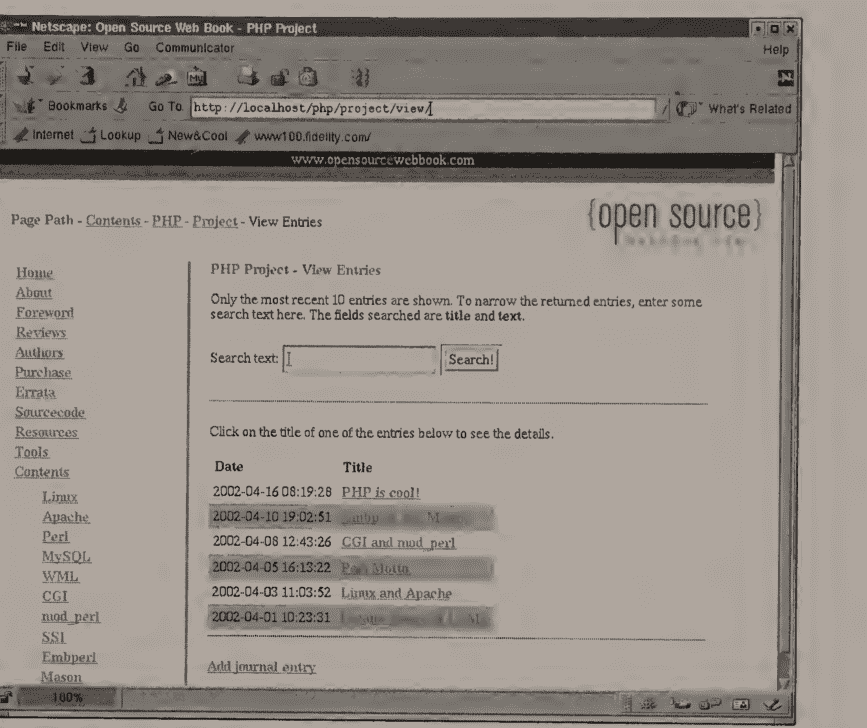 Netscape: Open Source Web Book - PHP Project
File Edit View Go Communicator Help
My N
Bookmarks Go To http://localhost/php/project/view/ What's Related
Internet Lookup New&Cool www100.fidelity.com/
www.opensourcewebbook.com
Page Path - Contents - PHP - Project - View Entries
{open source}
Home
About
Foreword
Reviews
Authors
Purchase
Errata
Sourcecode
Resources
Tools
Contents
Linux
Apache
Perl
MySQL
WML
CGI
mod_perl
SSI
Embperl
Mason
PHP Project - View Entries
Only the most recent 10 entries are shown. To narrow the returned entries, enter some
search text here. The fields searched are title and text.
Search text: Search!
Click on the title of one of the entries below to see the details.
Date Title
2002-04-16 08:19:28 PHP is cool!
2002-04-10 19:02:51
2002-04-08 12:43:26 CGI and mod_perl
2002-04-05 16:13:22
2002-04-03 11:03:52 Linux and Apache
2002-04-01 10:23:31
Add journal entry
100%